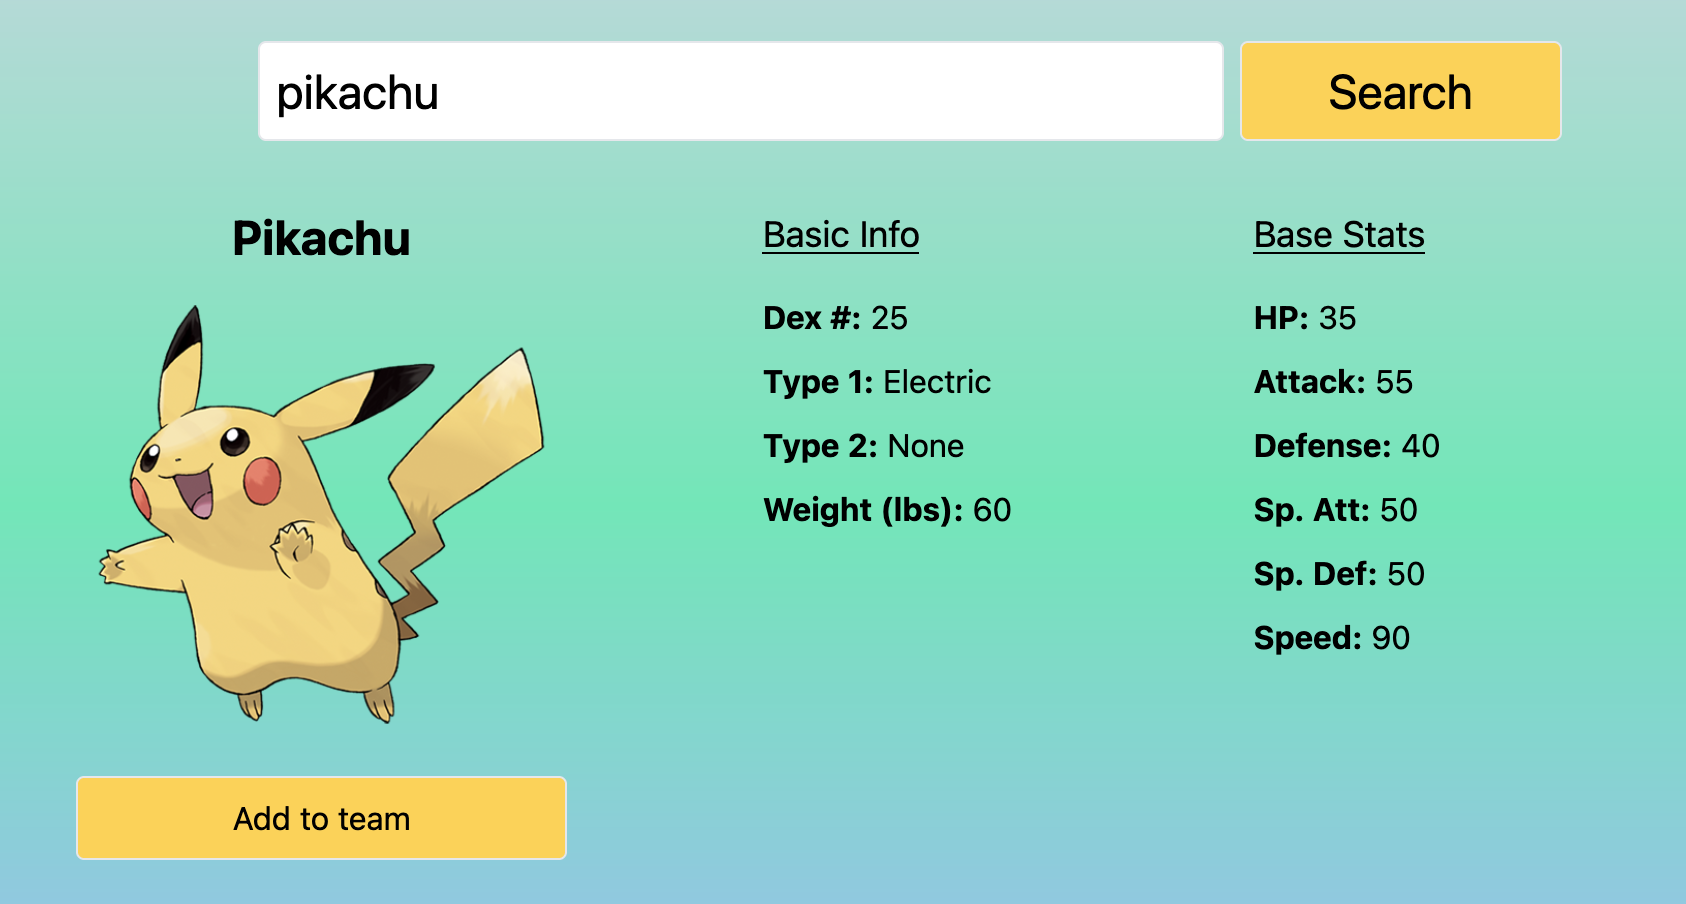 pikachu
Search
Pikachu
Basic Info
Dex #: 25
Type 1: Electric
Type 2: None
Weight (lbs): 60
Base Stats
HP: 35
Attack: 55
Defense: 40
Sp. Att: 50
Sp. Def: 50
Speed: 90
Add to team